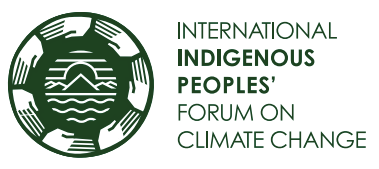 INTERNATIONAL
INDIGENOUS
PEOPLES’
FORUM ON
CLIMATE CHANGE